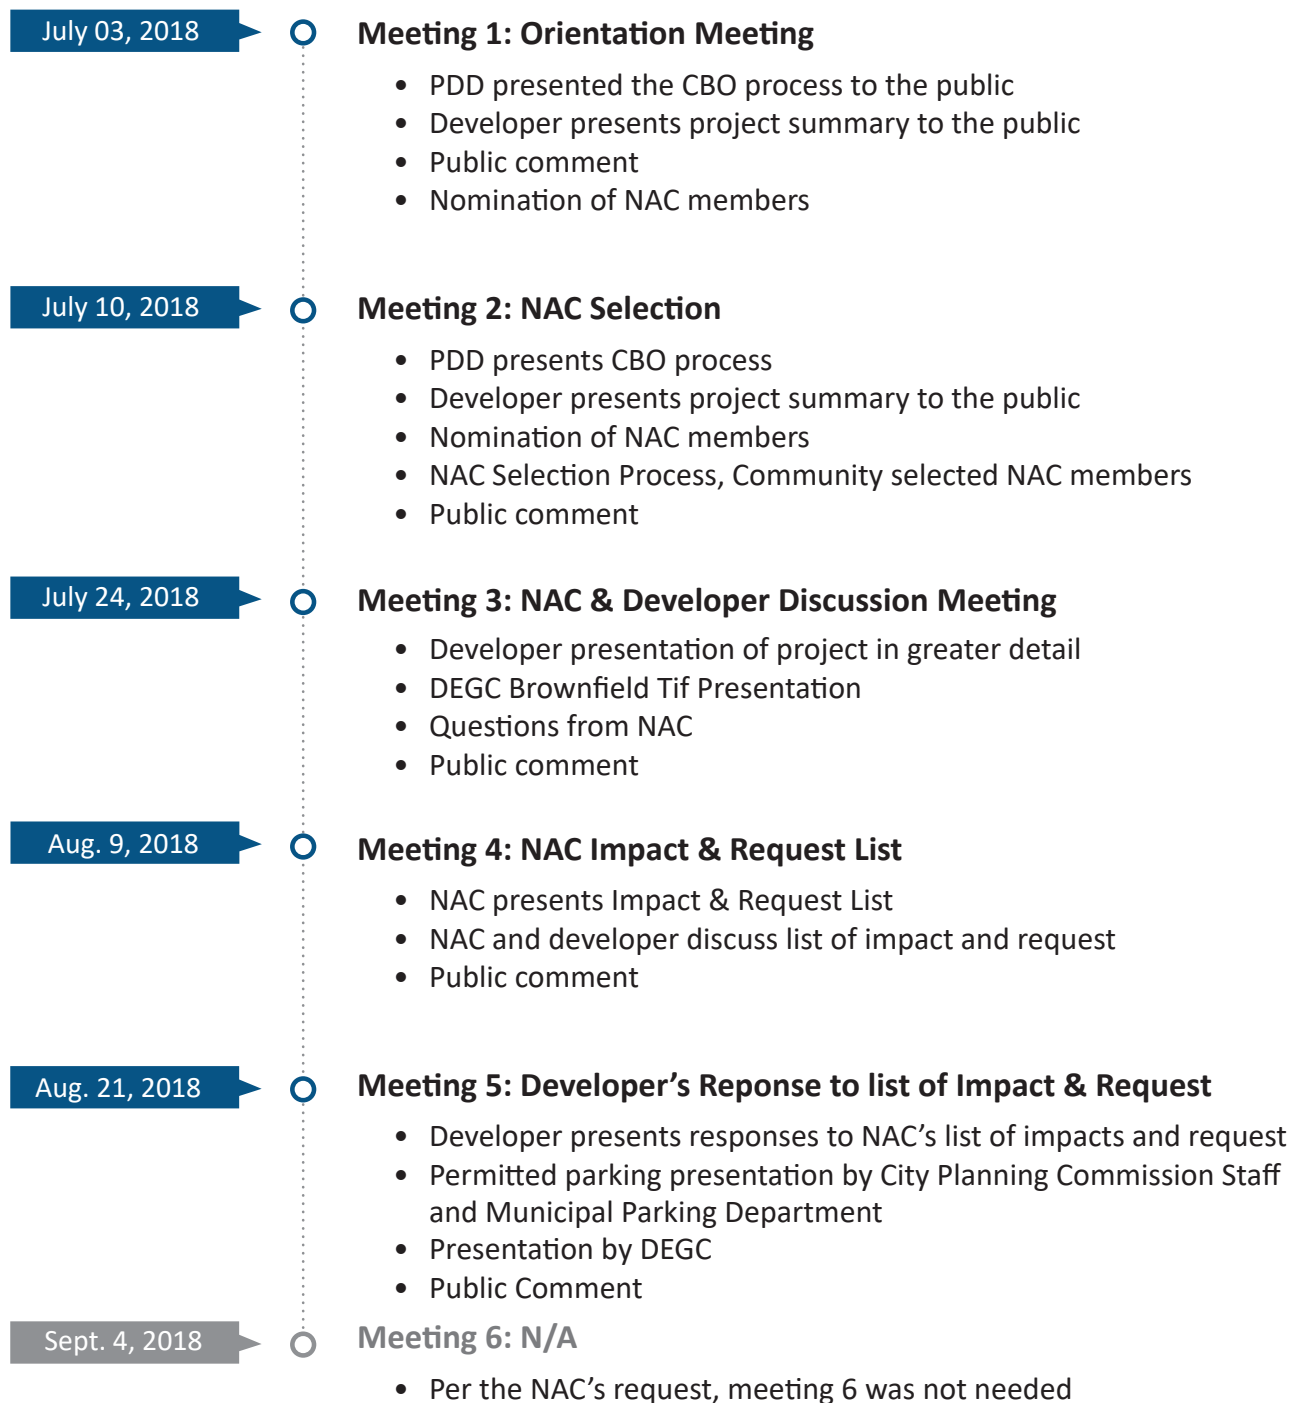 July 03, 2018
Meeting 1: Orientation Meeting
• PDD presented the CBO process to the public
• Developer presents project summary to the public
• Public comment
• Nomination of NAC members
July 10, 2018
Meeting 2: NAC Selection
• PDD presents CBO process
• Developer presents project summary to the public
• Nomination of NAC members
• NAC Selection Process, Community selected NAC members
• Public comment
July 24, 2018
Meeting 3: NAC & Developer Discussion Meeting
• Developer presentation of project in greater detail
• DEGC Brownfield Tif Presentation
• Questions from NAC
• Public comment
Aug. 9, 2018
Meeting 4: NAC Impact & Request List
• NAC presents Impact & Request List
• NAC and developer discuss list of impact and request
• Public comment
Aug. 21, 2018
Meeting 5: Developer’s Reponse to list of Impact & Request
• Developer presents responses to NAC’s list of impacts and request
• Permitted parking presentation by City Planning Commission Staff
and Municipal Parking Department
• Presentation by DEGC
• Public Comment
Sept. 4, 2018
Meeting 6: N/A
• Per the NAC’s request, meeting 6 was not needed